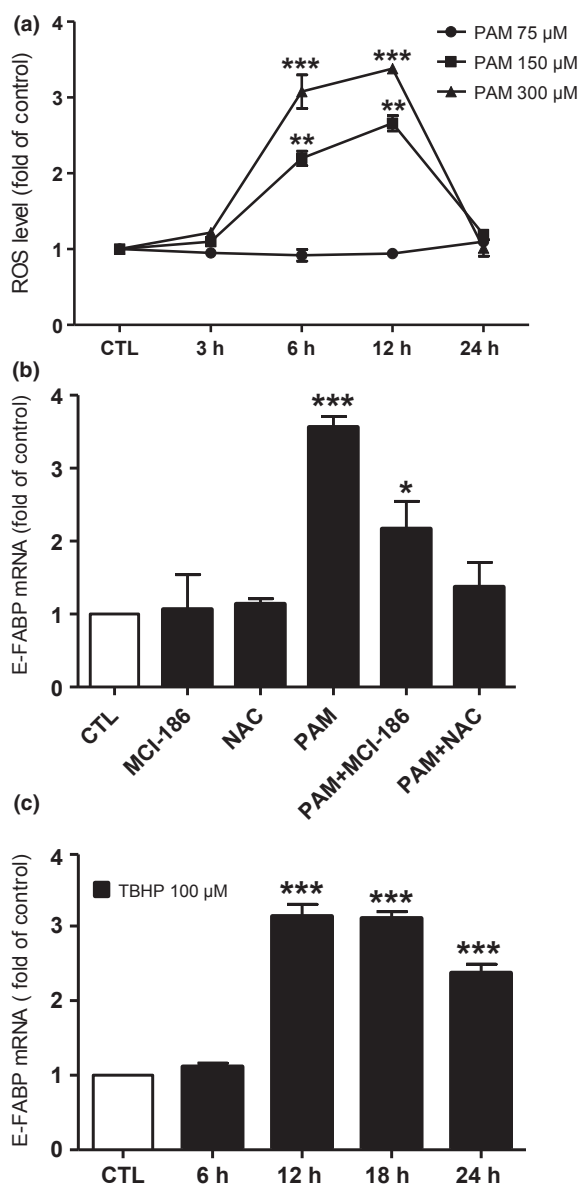 (a)
ROS level (fold of control)
4
3
2
1
0
PAM 75 µM
PAM 150 µM
PAM 300 µM
***
***
**
**
CTL 3 h 6 h 12 h 24 h
(b)
E-FABP mRNA (fold of control)
4
3
2
1
0
***
*
CTL
MCI-186
NAC
PAM
PAM+MCI-186
PAM+NAC
(c)
E-FABP mRNA ( fold of control)
4
3
2
1
0
TBHP 100 µM
***
***
***
CTL 6 h 12 h 18 h 24 h